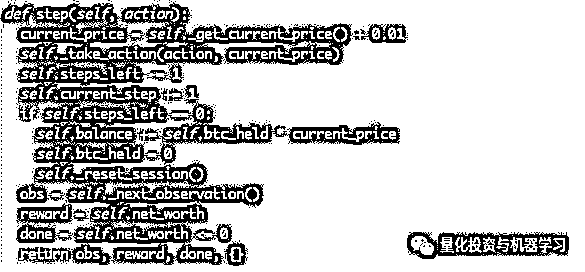 def step(self, action):
current_price = self._get_current_price() + 0.01
self._take_action(action, current_price)
self.steps_left -= 1
self.current_step += 1
if self.steps_left == 0:
self.balance += self.btc_held * current_price
self.btc_held = 0
self._reset_session()
obs = self._next_observation()
reward = self.net_worth
done = self.net_worth <= 0
return obs, reward, done, {}
量化投资与机器学习